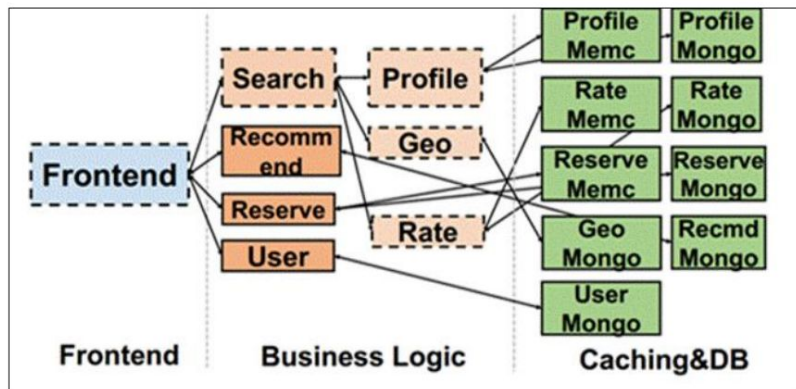 Frontend
Search
Recomm
end
Reserve
User
Profile
Geo
Rate
Profile
Memc
Profile
Mongo
Rate
Memc
Rate
Mongo
Reserve
Memc
Reserve
Mongo
Geo
Mongo
Recmd
Mongo
User
Mongo
Frontend
Business Logic
Caching&DB